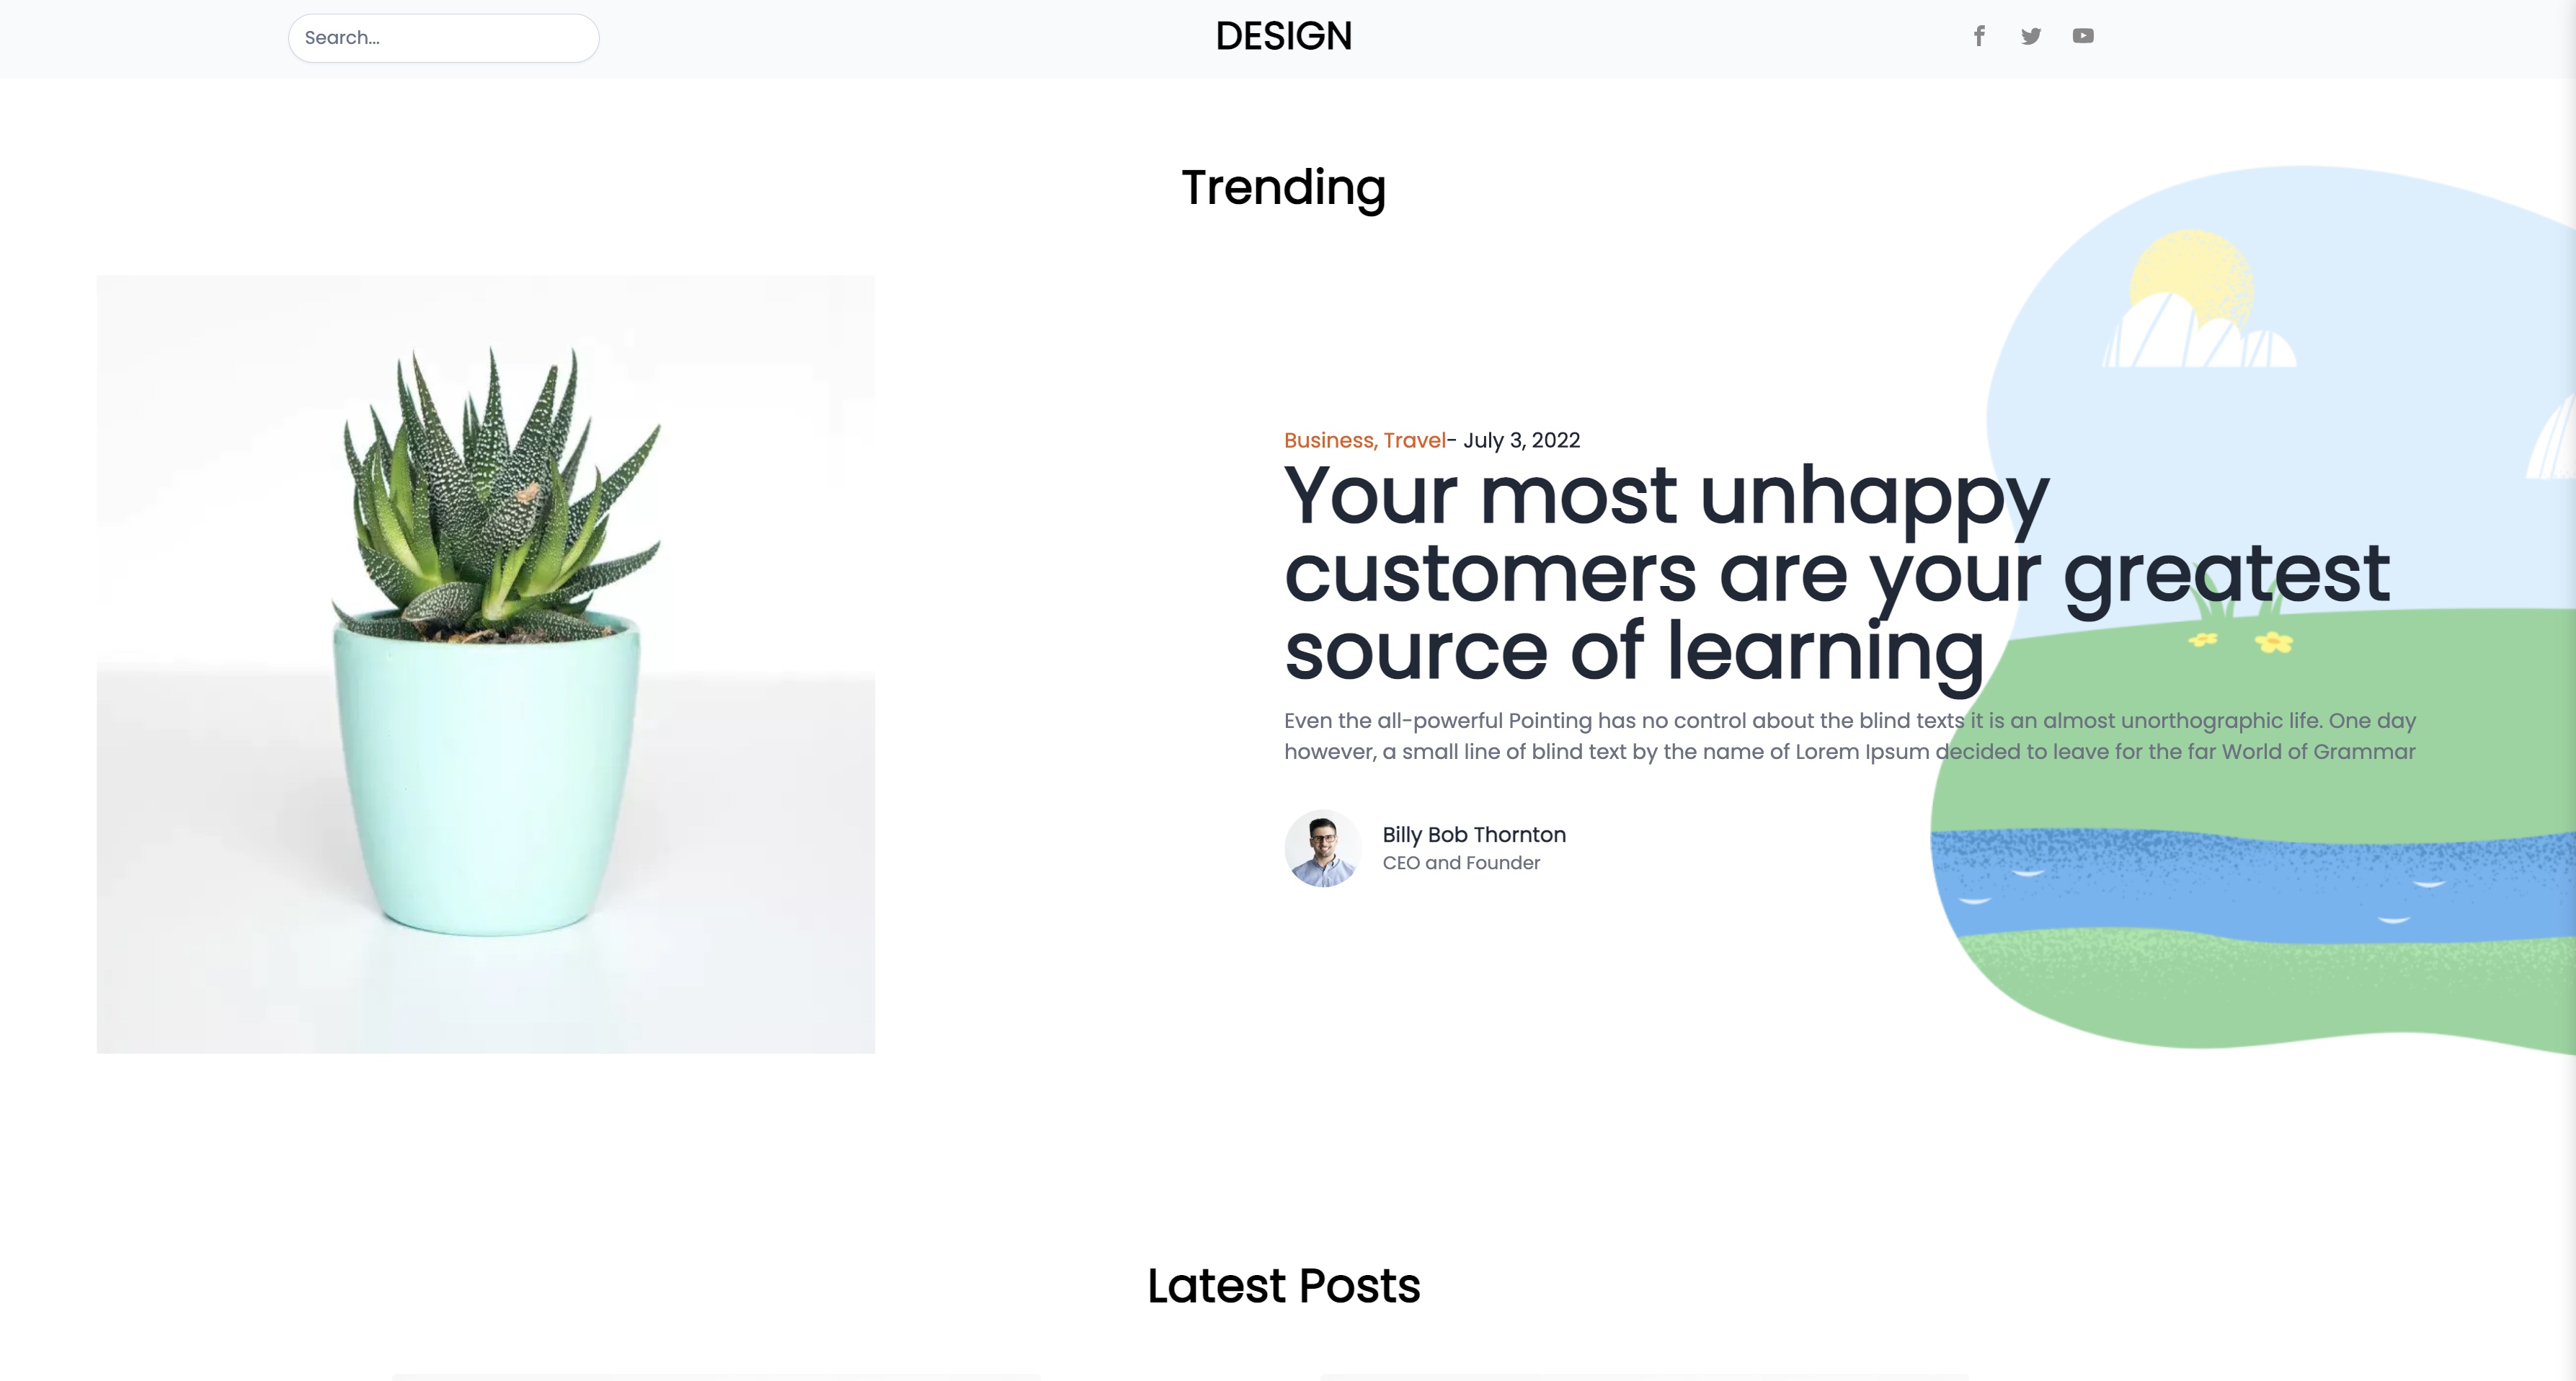 Search...
DESIGN
Trending
Business, Travel- July 3, 2022
Your most unhappy
customers are your greatest
source of learning
Even the all-powerful Pointing has no control about the blind texts it is an almost unorthographic life. One day
however, a small line of blind text by the name of Lorem Ipsum decided to leave for the far World of Grammar
Billy Bob Thornton
CEO and Founder
Latest Posts